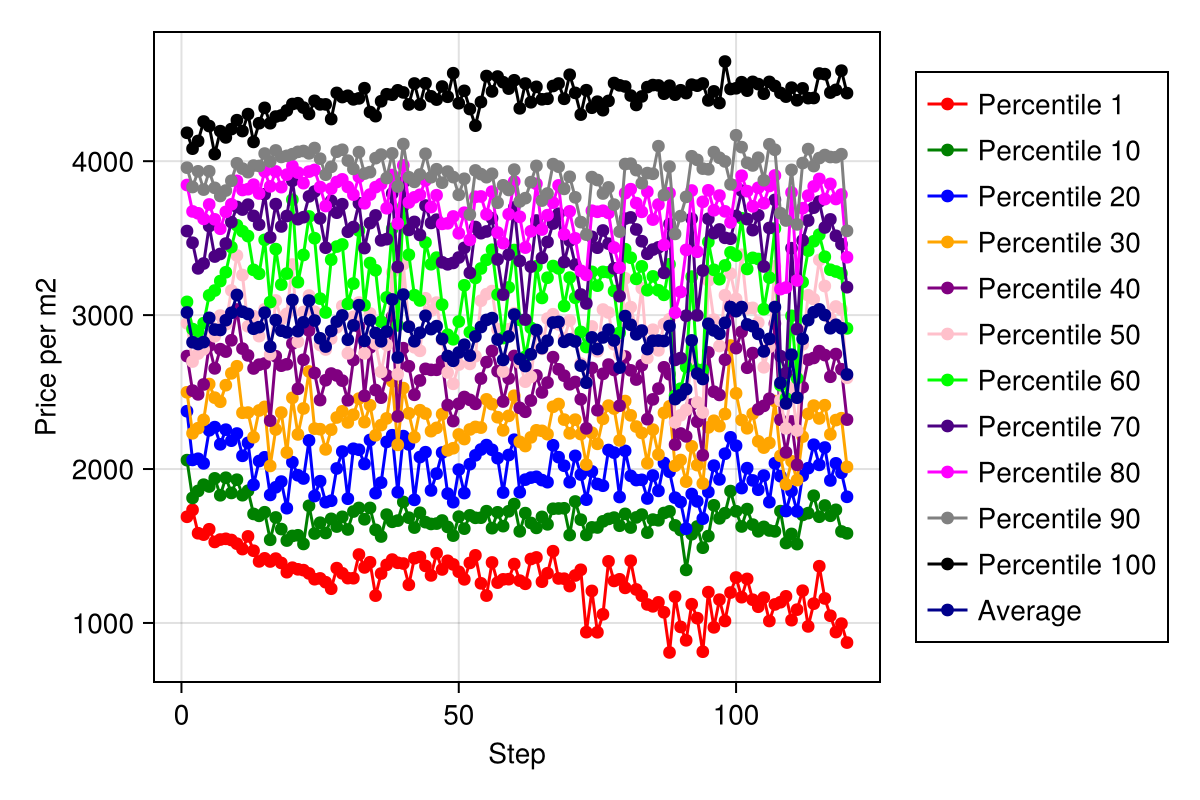 Price per m2
4000
3000
2000
1000
0
50
100
Step
Percentile 1
Percentile 10
Percentile 20
Percentile 30
Percentile 40
Percentile 50
Percentile 60
Percentile 70
Percentile 80
Percentile 90
Percentile 100
Average